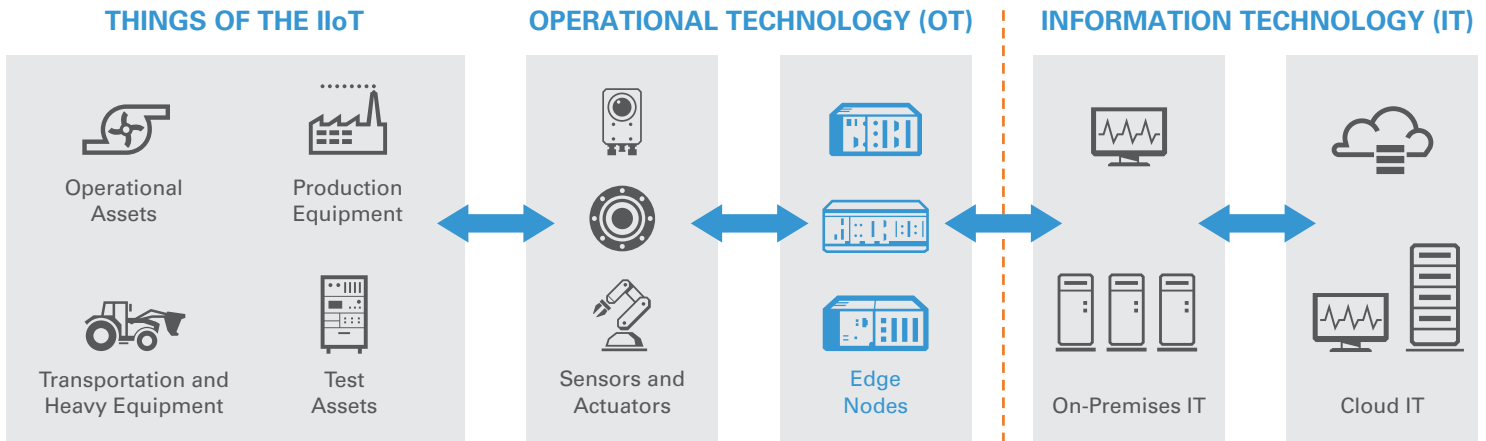 THINGS OF THE IIoT
OPERATIONAL TECHNOLOGY (OT)
INFORMATION TECHNOLOGY (IT)
Operational
Assets
Production
Equipment
Transportation and
Heavy Equipment
Test
Assets
Sensors and
Actuators
Edge
Nodes
On-Premises IT
Cloud IT